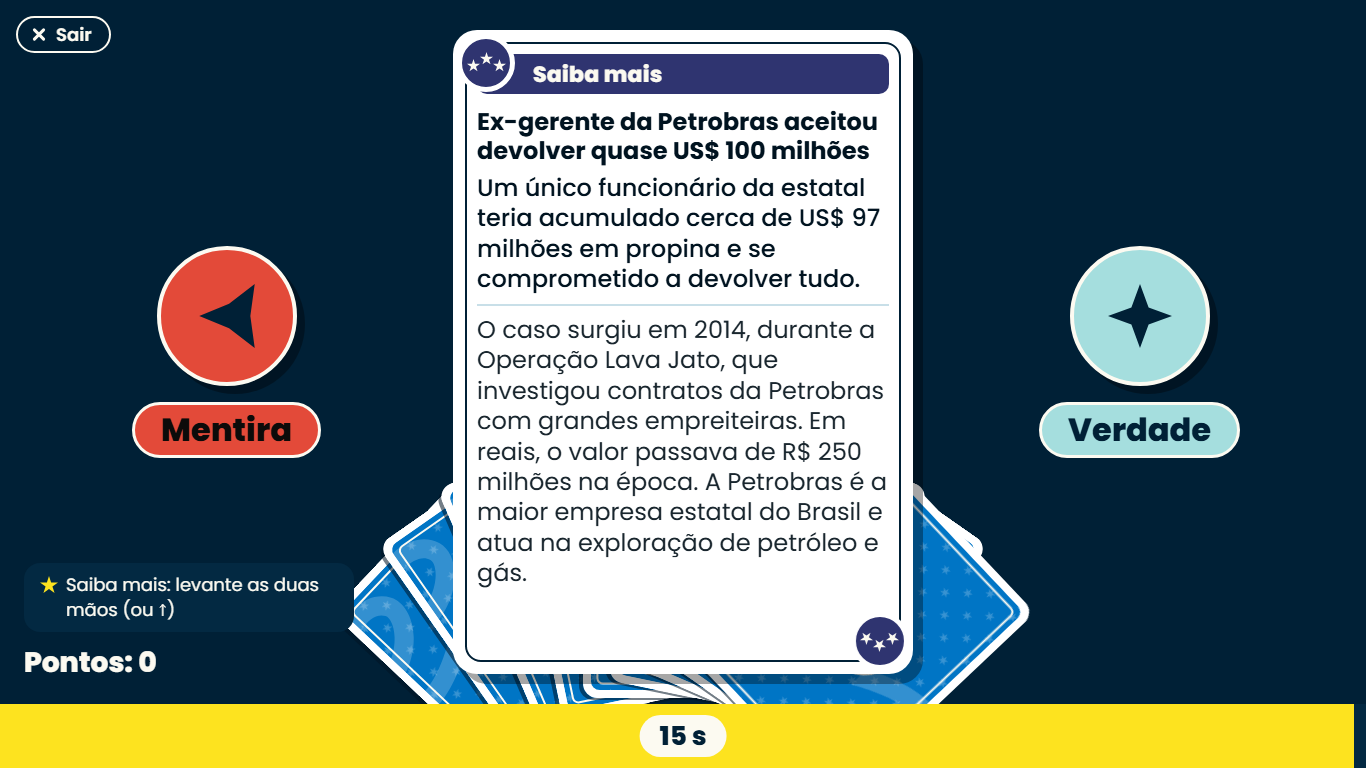 Sair
Saiba mais
Ex-gerente da Petrobras aceitou
devolver quase US$ 100 milhões
Um único funcionário da estatal
teria acumulado cerca de US$ 97
milhões em propina e se
comprometido a devolver tudo.
O caso surgiu em 2014, durante a
Operação Lava Jato, que
investigou contratos da Petrobras
com grandes empreiteiras. Em
reais, o valor passava de R$ 250
milhões na época. A Petrobras é a
maior empresa estatal do Brasil e
atua na exploração de petróleo e
gás.
Mentira
Verdade
Saiba mais: levante as duas
mãos (ou ↑)
Pontos: 0
15 s